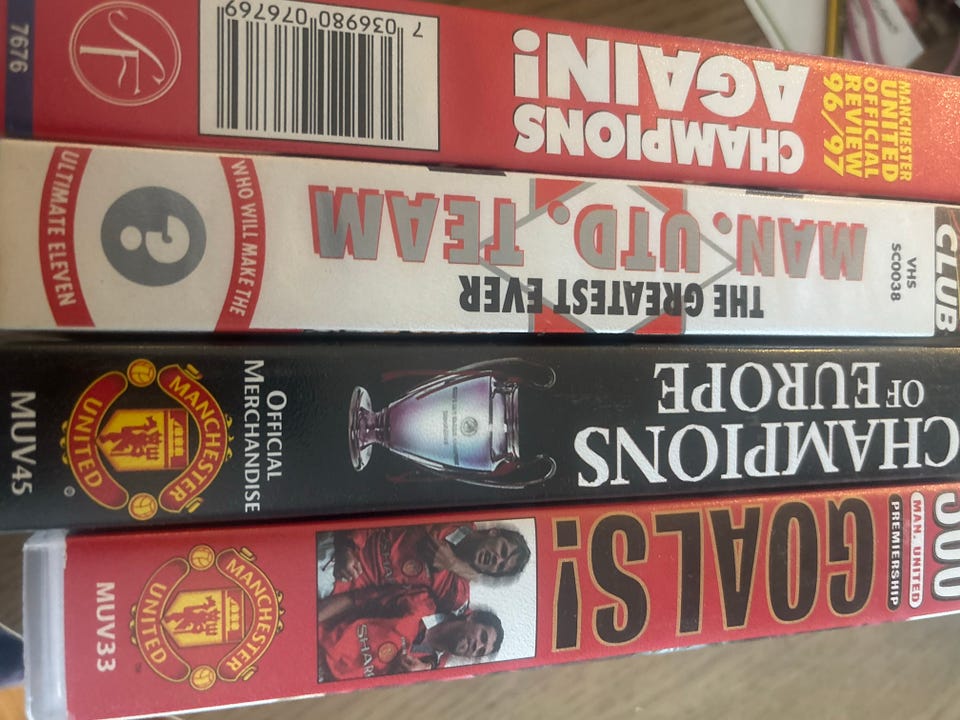 MANCHESTER
UNITED
OFFICIAL
REVIEW
96/97
CHAMPIONS
AGAIN!
7 036980 076769
7676
CLUB
VHS
SC0038
THE GREATEST EVER
MAN. UTD. TEAM
WHO WILL MAKE THE
?
ULTIMATE ELEVEN
CHAMPIONS
OF EUROPE
OFFICIAL
MERCHANDISE
MANCHESTER
UNITED
MUV45
300
MAN. UNITED
PREMIERSHIP
GOALS!
SHARP
MANCHESTER
UNITED
™
MUV33